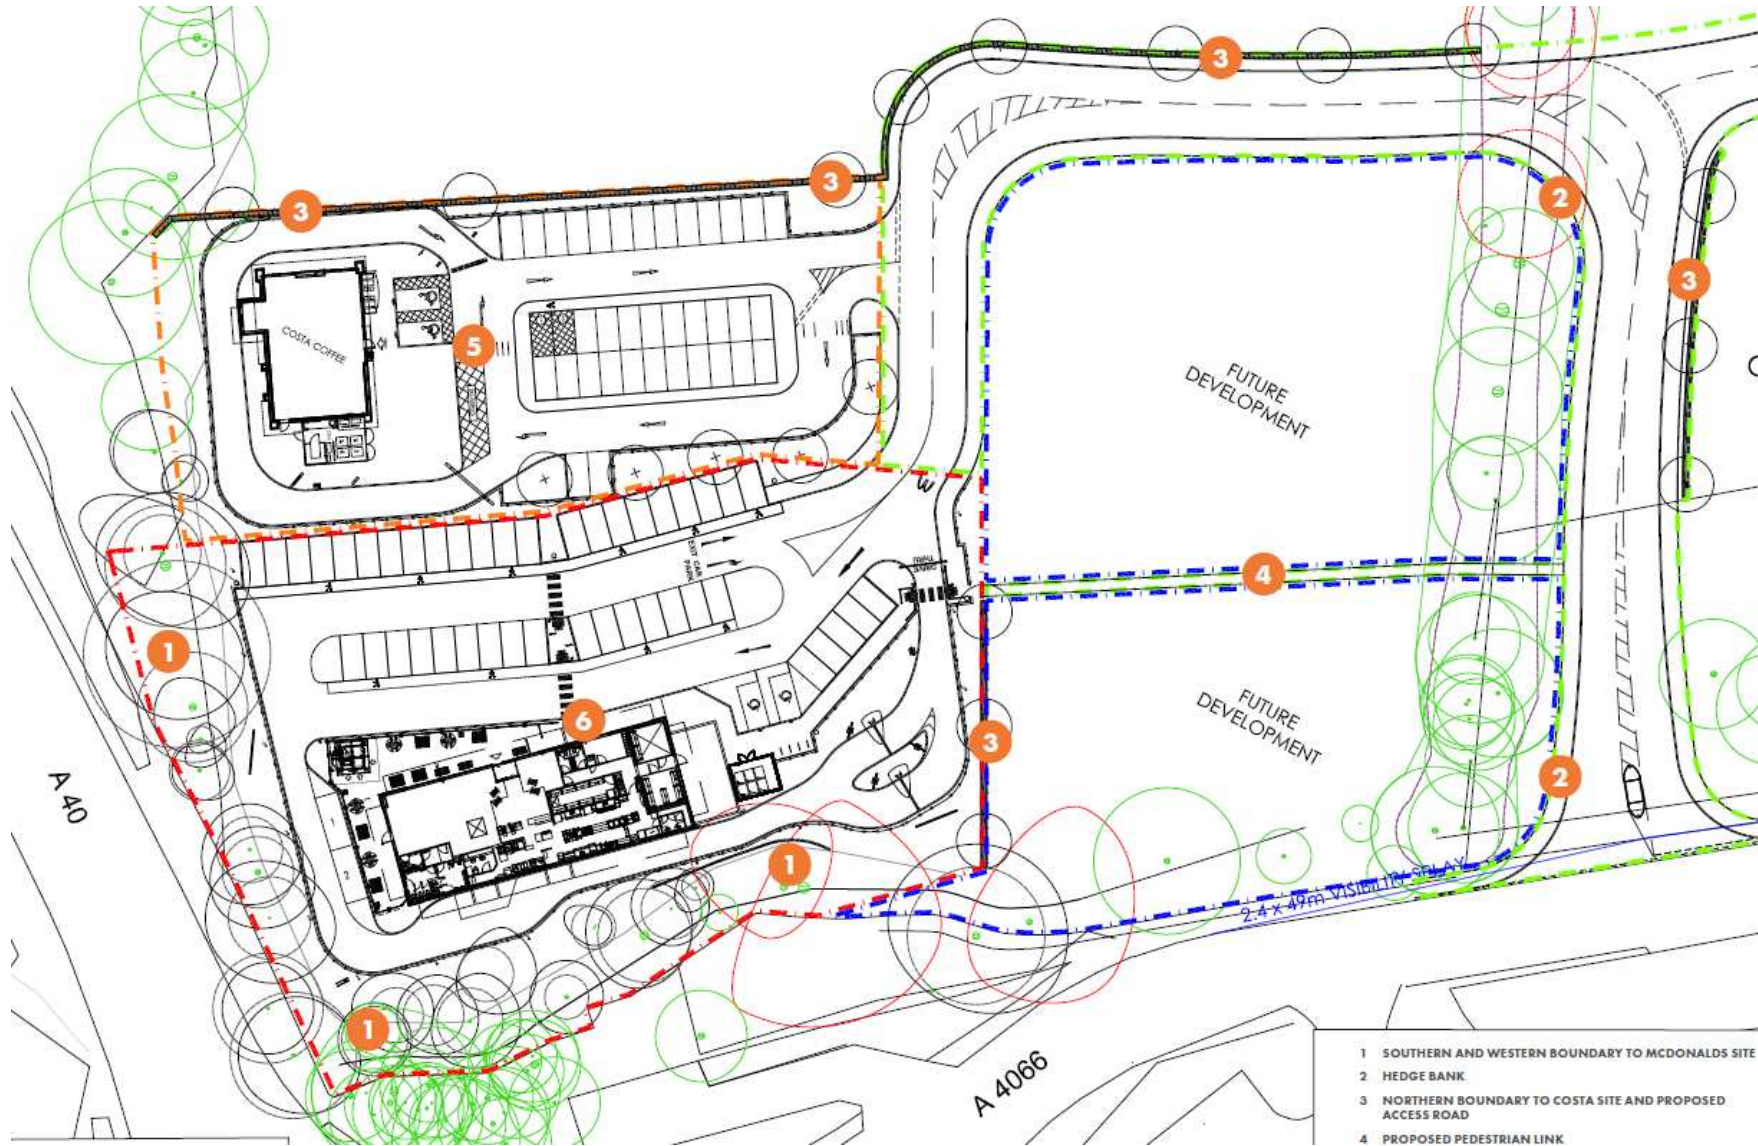 3
3
3
2
3
3
COSTA COFFEE
5
FUTURE
DEVELOPMENT
EXIT CAR
PARK
4
1
6
FUTURE
DEVELOPMENT
3
2
A 40
1
2.4 x 49m VISIBILITY SPLAY
1
A 4066
1 SOUTHERN AND WESTERN BOUNDARY TO MCDONALDS SITE
2 HEDGE BANK
3 NORTHERN BOUNDARY TO COSTA SITE AND PROPOSED
ACCESS ROAD
4 PROPOSED PEDESTRIAN LINK